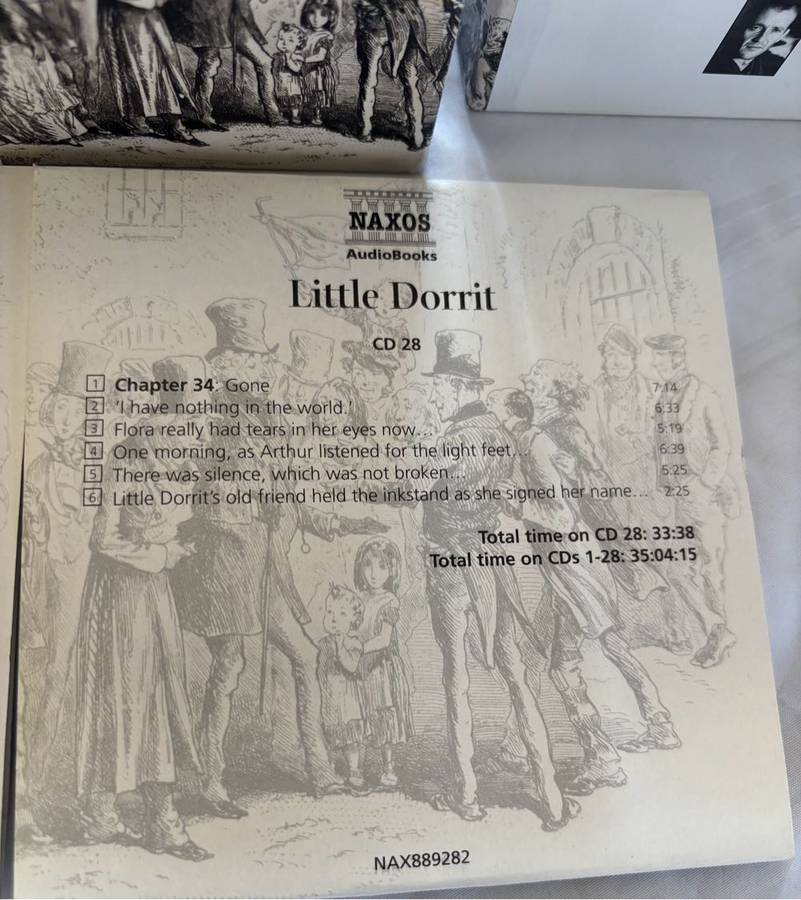 NAXOS
AudioBooks
Little Dorrit
CD 28
1 Chapter 34: Gone 7:14
2 'I have nothing in the world.' 6:33
3 Flora really had tears in her eyes now... 5:19
4 One morning, as Arthur listened for the light feet... 6:39
5 There was silence, which was not broken... 5:25
6 Little Dorrit's old friend held the inkstand as she signed her name... 2:25
Total time on CD 28: 33:38
Total time on CDs 1-28: 35:04:15
NAX889282